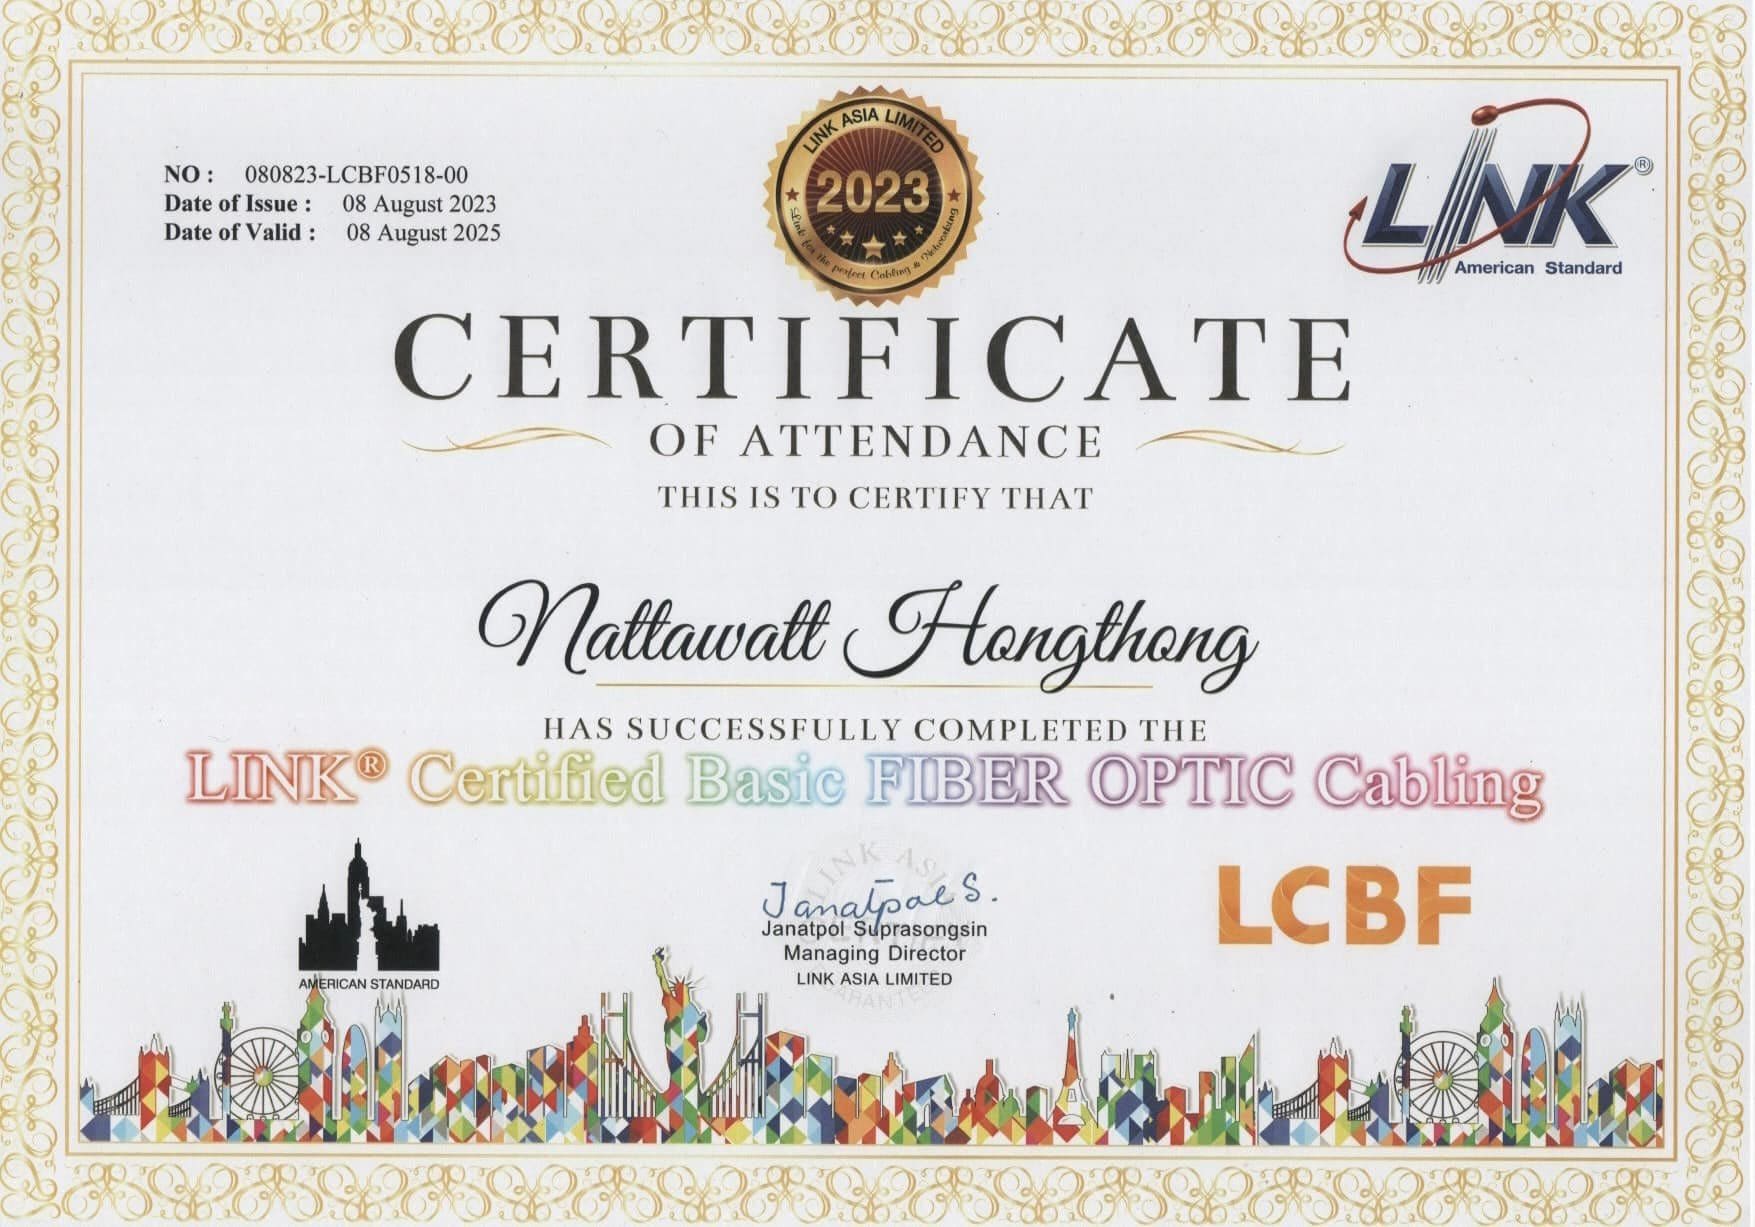 NO : 080823-LCBF0518-00
Date of Issue : 08 August 2023
Date of Valid : 08 August 2025
LINK ASIA LIMITED
2023
Link for the perfect Cabling & Networking
LINK®
American Standard
CERTIFICATE
OF ATTENDANCE
THIS IS TO CERTIFY THAT
Nattawatt Hongthong
HAS SUCCESSFULLY COMPLETED THE
LINK® Certified Basic FIBER OPTIC Cabling
AMERICAN STANDARD
LINK ASIA
Janatpol S.
Janatpol Suprasongsin
Managing Director
LINK ASIA LIMITED
LCBF